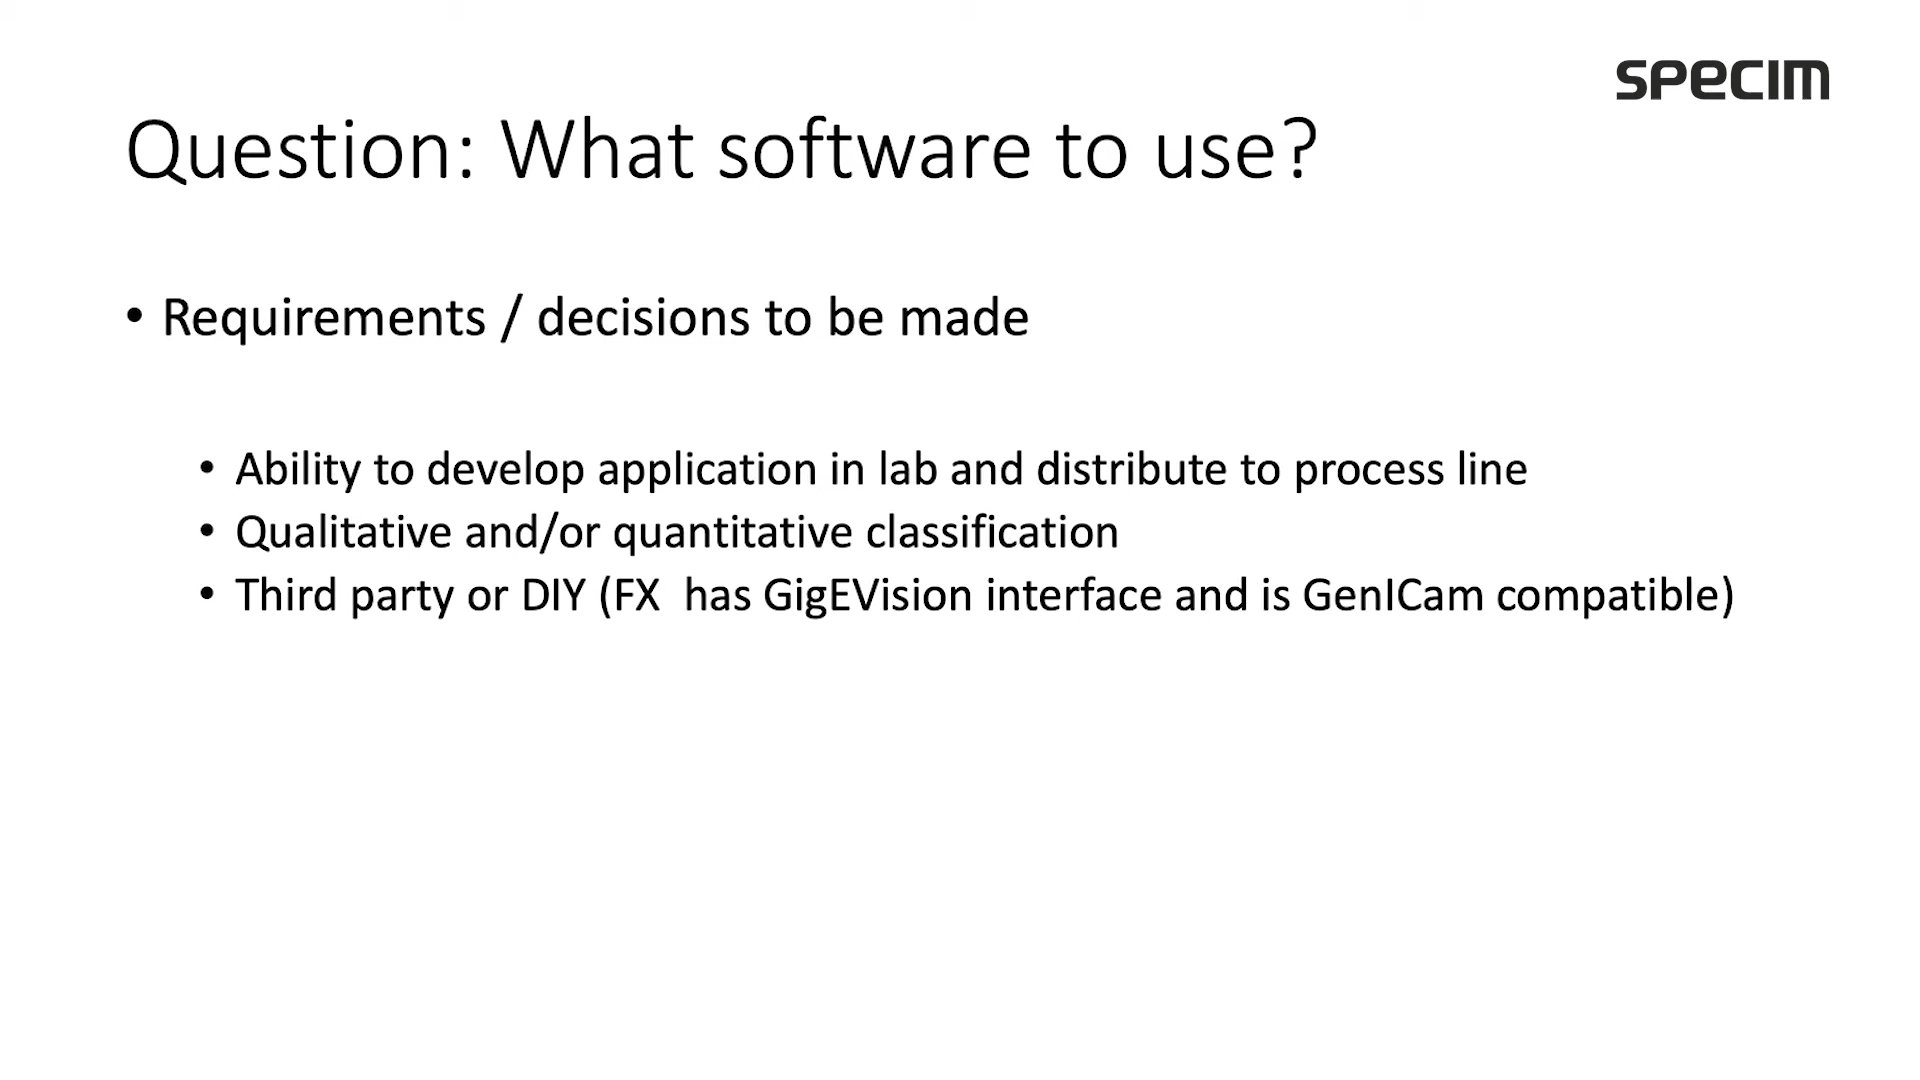 SPECIM
Question: What software to use?
• Requirements / decisions to be made
• Ability to develop application in lab and distribute to process line
• Qualitative and/or quantitative classification
• Third party or DIY (FX  has GigEVision interface and is GenICam compatible)